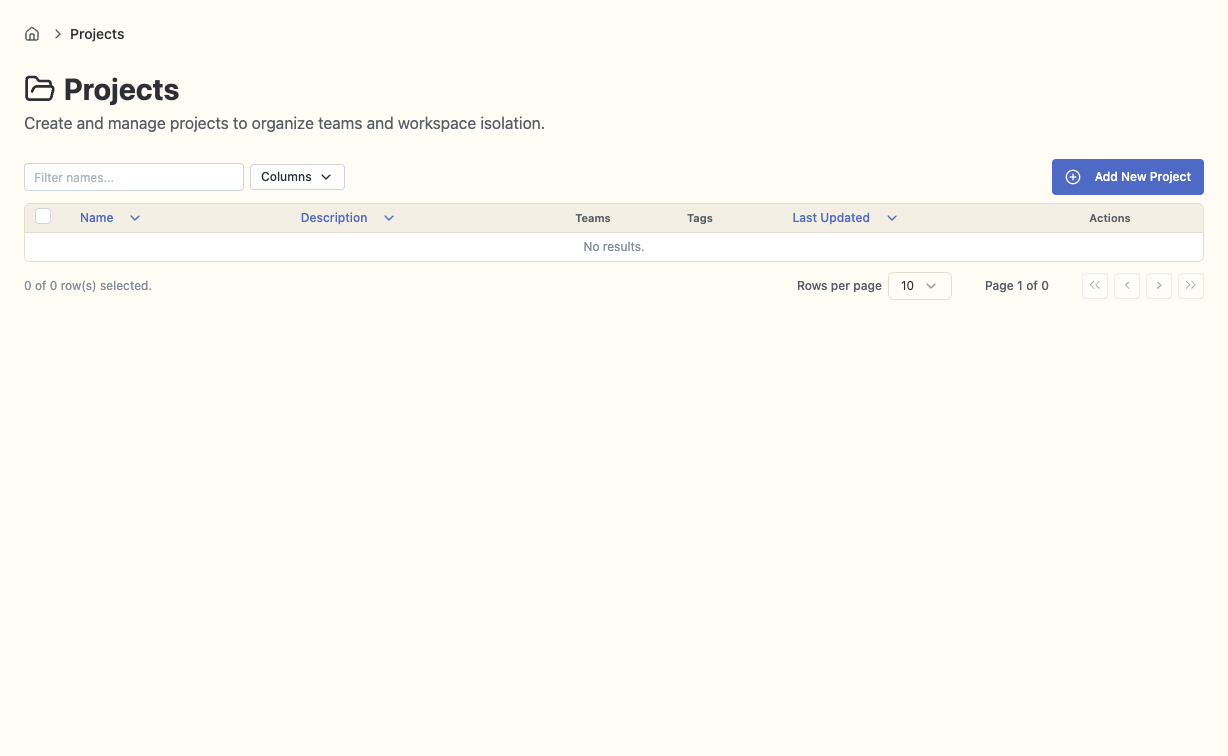 Projects
Projects
Create and manage projects to organize teams and workspace isolation.
Filter names... Columns Add New Project
Name Description Teams Tags Last Updated Actions
No results.
0 of 0 row(s) selected. Rows per page 10 Page 1 of 0